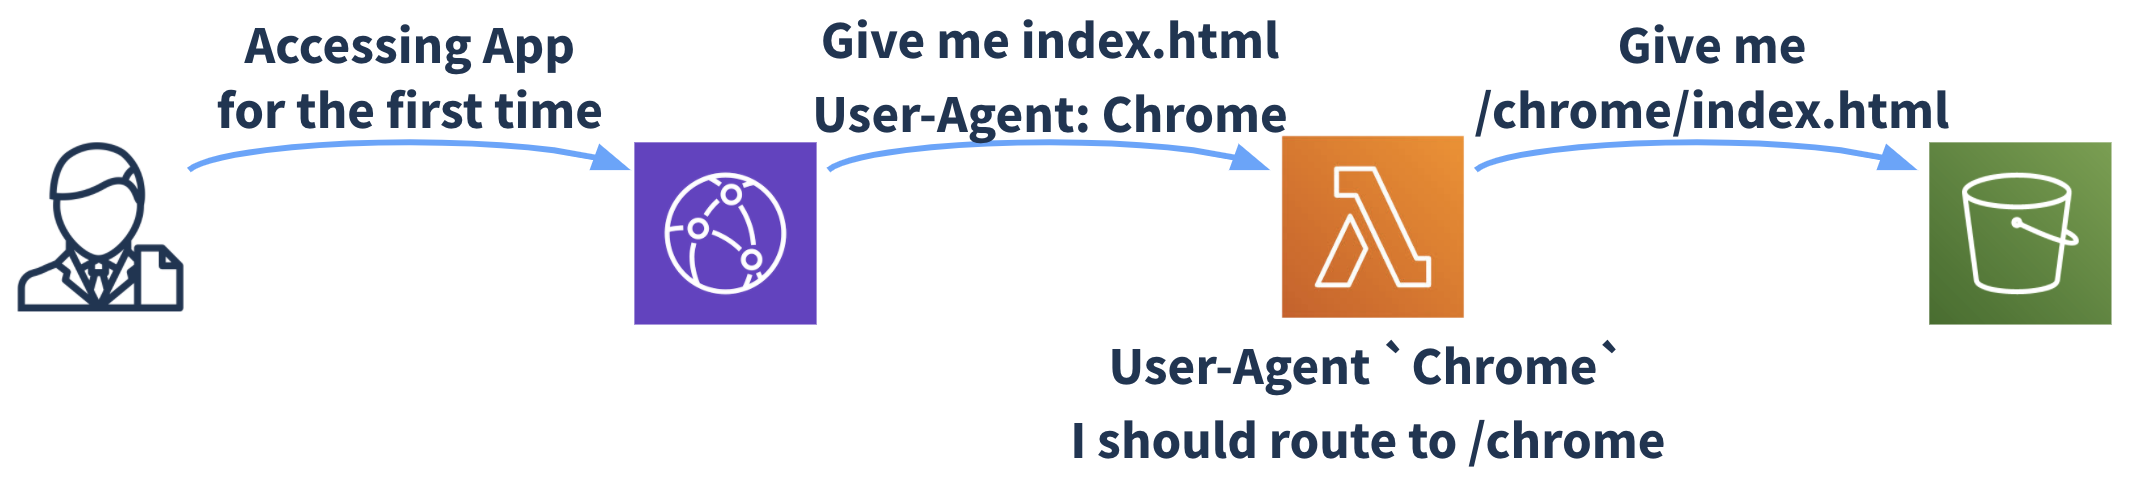 Accessing App
for the first time
Give me index.html
User-Agent: Chrome
Give me
/chrome/index.html
User-Agent `Chrome`
I should route to /chrome